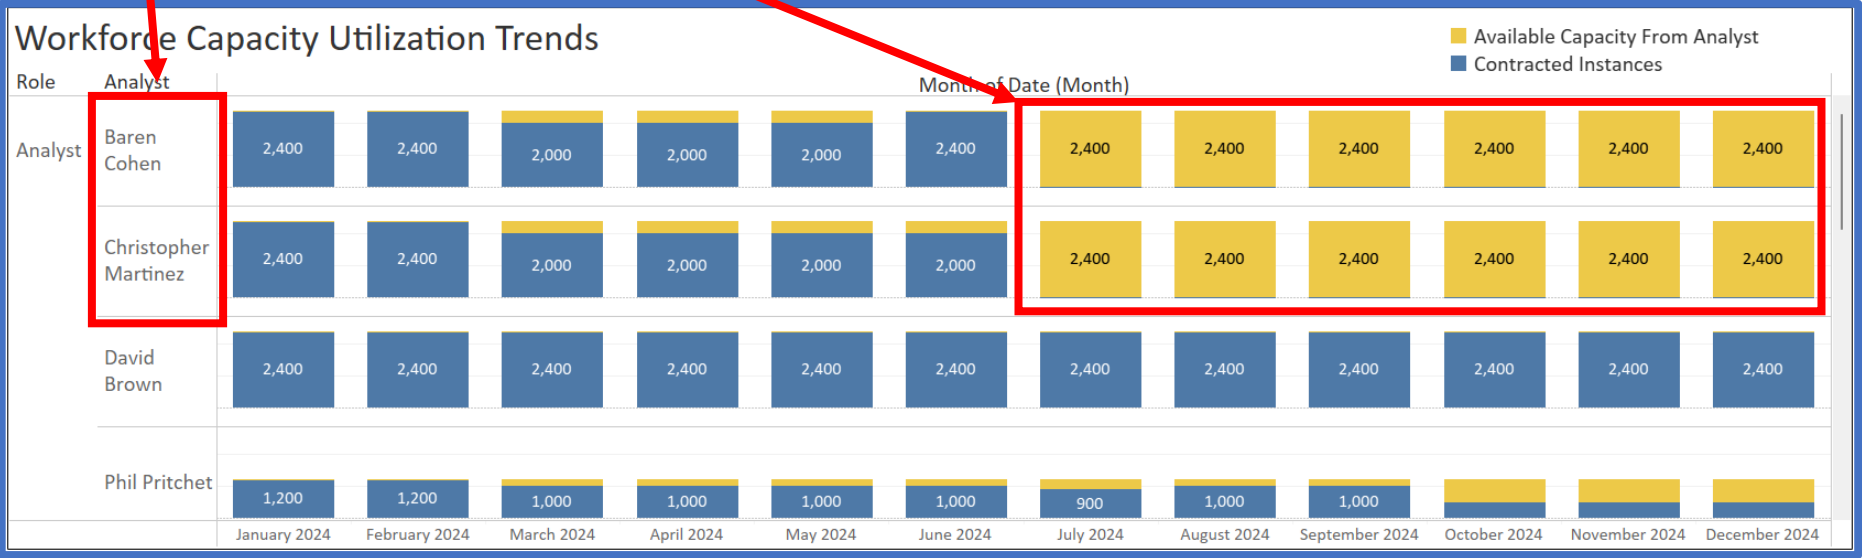 Workforce Capacity Utilization Trends
Available Capacity From Analyst
Contracted Instances
Role Analyst Month of Date (Month)
Analyst
Baren
Cohen
2,400 2,400 2,000 2,000 2,000 2,400 2,400 2,400 2,400 2,400 2,400 2,400
Christopher
Martinez
2,400 2,400 2,000 2,000 2,000 2,000 2,400 2,400 2,400 2,400 2,400 2,400
David
Brown
2,400 2,400 2,400 2,400 2,400 2,400 2,400 2,400 2,400 2,400 2,400 2,400
Phil Pritchet
1,200 1,200 1,000 1,000 1,000 1,000 900 1,000 1,000
January 2024 February 2024 March 2024 April 2024 May 2024 June 2024 July 2024 August 2024 September 2024 October 2024 November 2024 December 2024